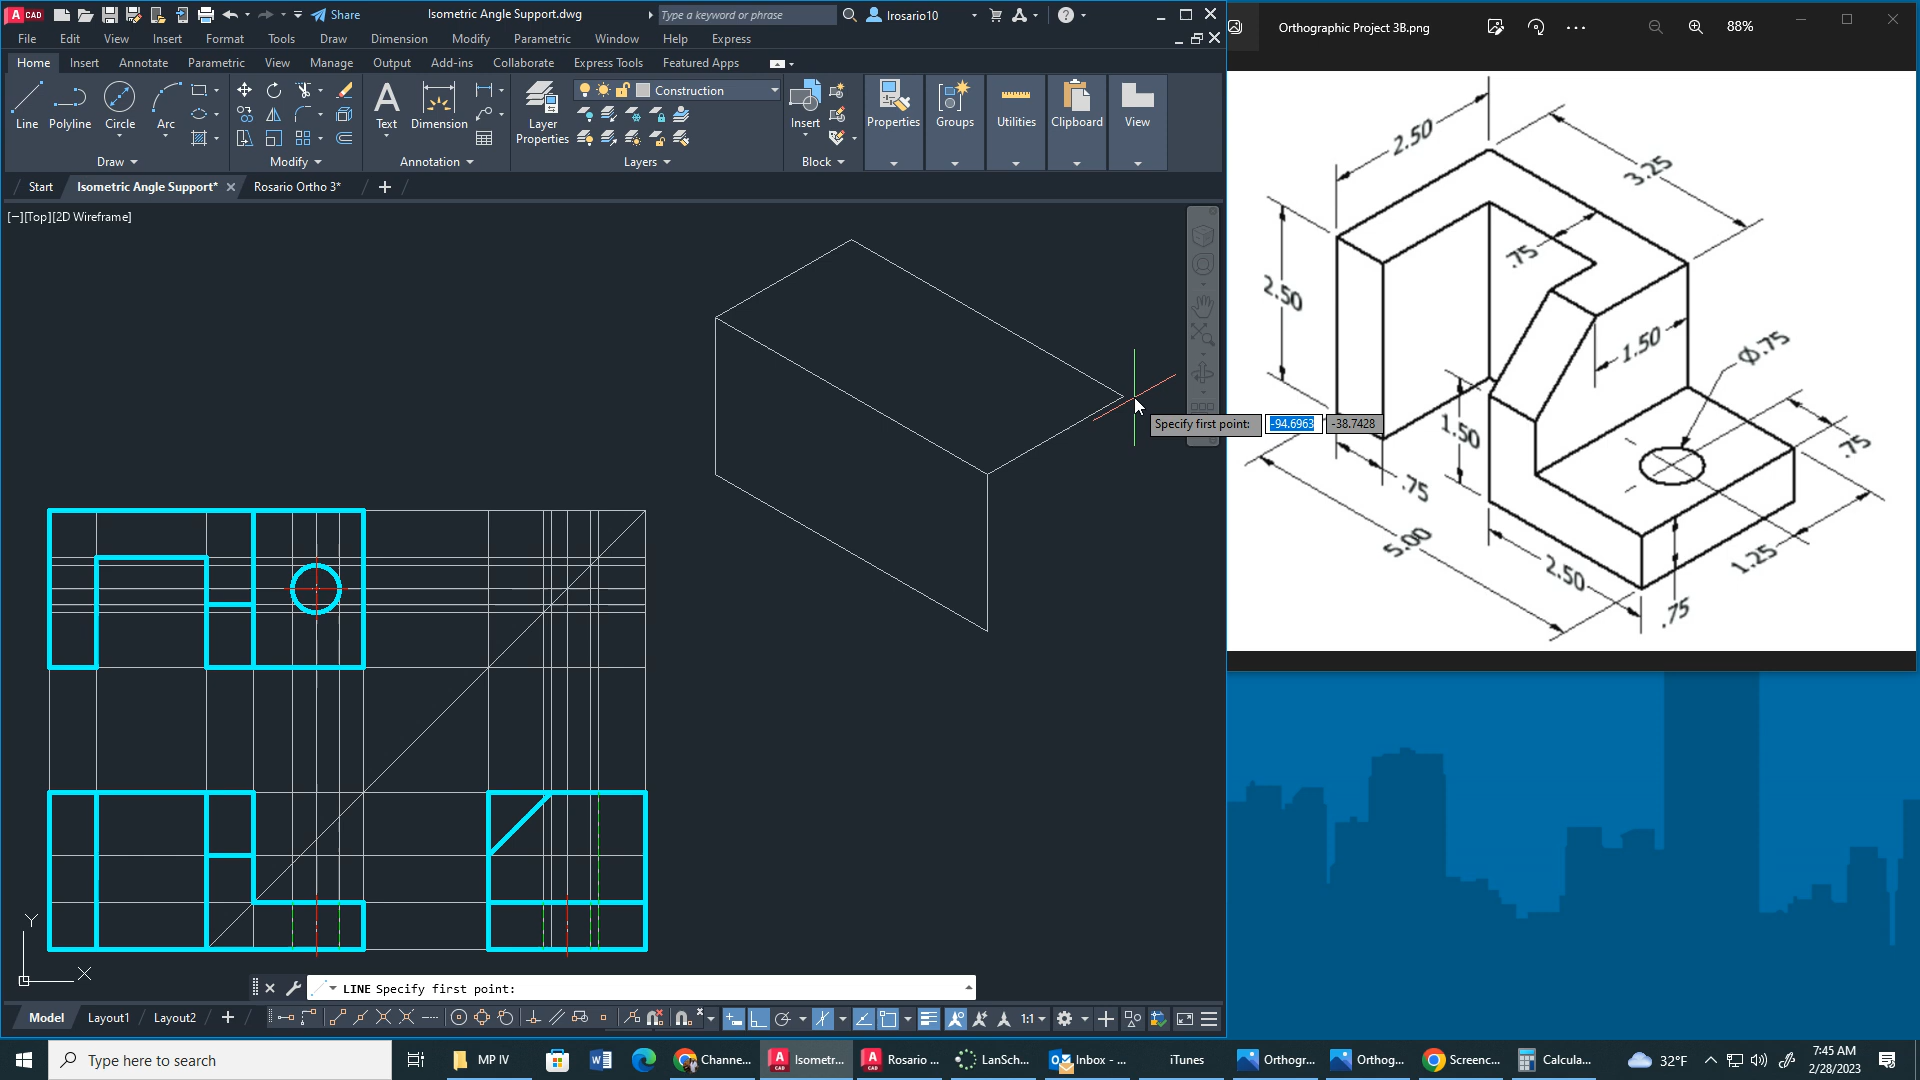 A CAD Share Isometric Angle Support.dwg Type a keyword or phrase lrosario10
File Edit View Insert Format Tools Draw Dimension Modify Parametric Window Help Express
Home Insert Annotate Parametric View Manage Output Add-ins Collaborate Express Tools Featured Apps
Line Polyline Circle Arc
Text Dimension
Layer Properties
Construction
Insert
Properties Groups Utilities Clipboard View
Draw Modify Annotation Layers Block
Start Isometric Angle Support* Rosario Ortho 3*
[−][Top][2D Wireframe]
Specify first point: -94.6963 -38.7428
Y
X
LINE Specify first point:
Model Layout1 Layout2
1:1
Orthographic Project 3B.png 88%
2.50
3.25
.75
2.50
1.50
Φ.75
1.50
.75
.75
5.00
2.50
1.25
.75
Type here to search
MP IV
Channe...
Isometr...
Rosario ...
LanSch...
Inbox - ...
iTunes
Orthogr...
Orthog...
Screenc...
Calcula...
32°F
7:45 AM
2/28/2023